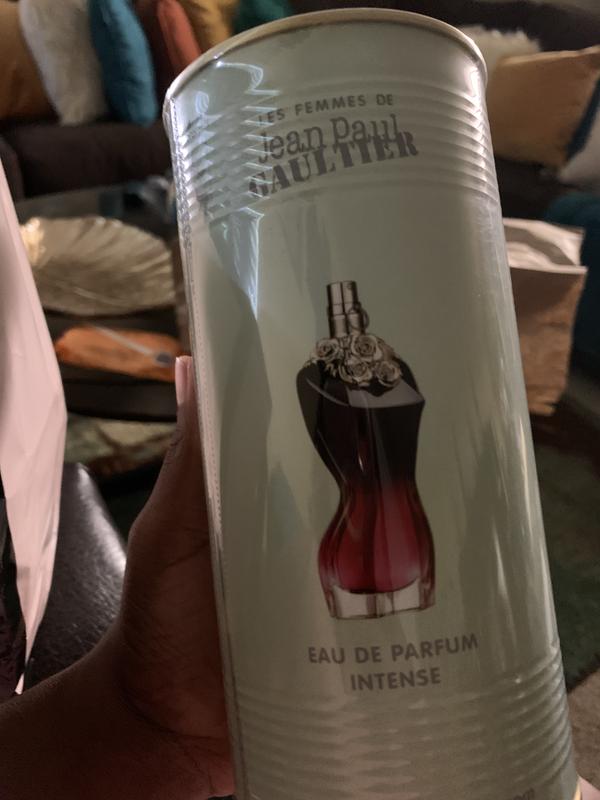 LES FEMMES DE
Jean Paul
GAULTIER
EAU DE PARFUM
INTENSE